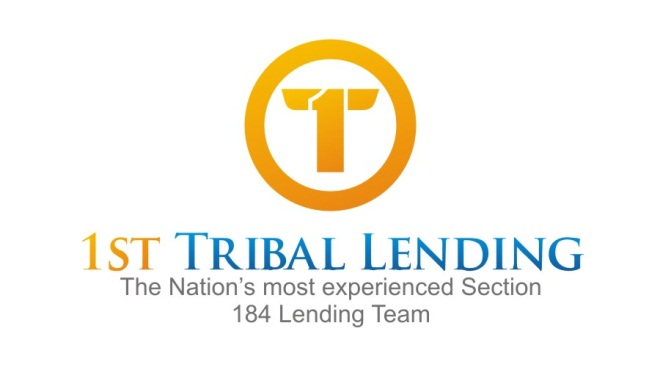 1ST TRIBAL LENDING
The Nation's most experienced Section
184 Lending Team